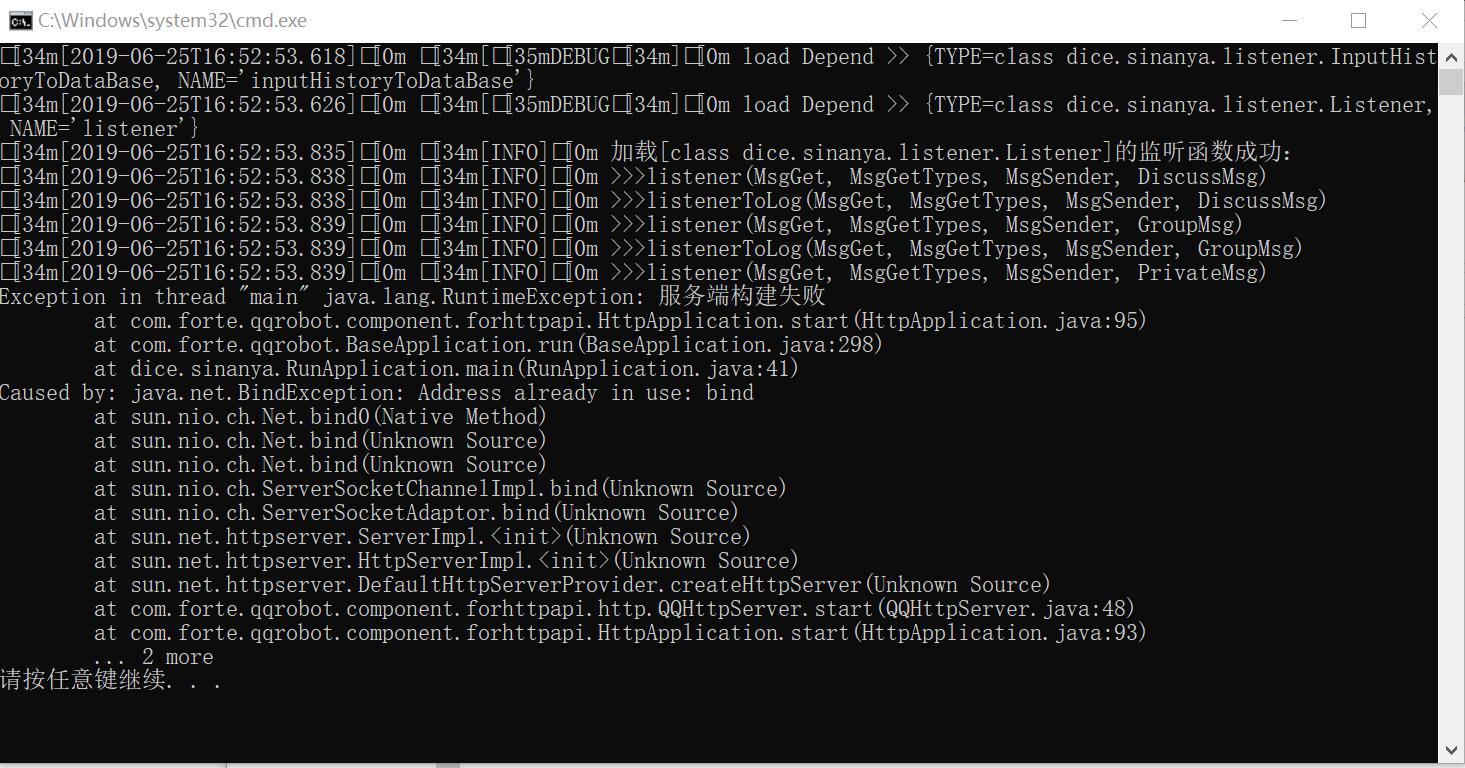 C:\Windows\system32\cmd.exe
□[34m[2019-06-25T16:52:53.618]□[0m □[34m[□[35mDEBUG□[34m]□[0m load Depend >> {TYPE=class dice.sinanya.listener.InputHist
oryToDataBase, NAME='inputHistoryToDataBase'}
□[34m[2019-06-25T16:52:53.626]□[0m □[34m[□[35mDEBUG□[34m]□[0m load Depend >> {TYPE=class dice.sinanya.listener.Listener,
NAME='listener'}
□[34m[2019-06-25T16:52:53.835]□[0m □[34m[INFO]□[0m 加载[class dice.sinanya.listener.Listener]的监听函数成功:
□[34m[2019-06-25T16:52:53.838]□[0m □[34m[INFO]□[0m >>>listener(MsgGet, MsgGetTypes, MsgSender, DiscussMsg)
□[34m[2019-06-25T16:52:53.838]□[0m □[34m[INFO]□[0m >>>listenerToLog(MsgGet, MsgGetTypes, MsgSender, DiscussMsg)
□[34m[2019-06-25T16:52:53.839]□[0m □[34m[INFO]□[0m >>>listener(MsgGet, MsgGetTypes, MsgSender, GroupMsg)
□[34m[2019-06-25T16:52:53.839]□[0m □[34m[INFO]□[0m >>>listenerToLog(MsgGet, MsgGetTypes, MsgSender, GroupMsg)
□[34m[2019-06-25T16:52:53.839]□[0m □[34m[INFO]□[0m >>>listener(MsgGet, MsgGetTypes, MsgSender, PrivateMsg)
Exception in thread "main" java.lang.RuntimeException: 服务端构建失败
at com.forte.qqrobot.component.forhttpapi.HttpApplication.start(HttpApplication.java:95)
at com.forte.qqrobot.BaseApplication.run(BaseApplication.java:298)
at dice.sinanya.RunApplication.main(RunApplication.java:41)
Caused by: java.net.BindException: Address already in use: bind
at sun.nio.ch.Net.bind0(Native Method)
at sun.nio.ch.Net.bind(Unknown Source)
at sun.nio.ch.Net.bind(Unknown Source)
at sun.nio.ch.ServerSocketChannelImpl.bind(Unknown Source)
at sun.nio.ch.ServerSocketAdaptor.bind(Unknown Source)
at sun.net.httpserver.ServerImpl.<init>(Unknown Source)
at sun.net.httpserver.HttpServerImpl.<init>(Unknown Source)
at sun.net.httpserver.DefaultHttpServerProvider.createHttpServer(Unknown Source)
at com.forte.qqrobot.component.forhttpapi.http.QQHttpServer.start(QQHttpServer.java:48)
at com.forte.qqrobot.component.forhttpapi.HttpApplication.start(HttpApplication.java:93)
... 2 more
请按任意键继续. . .